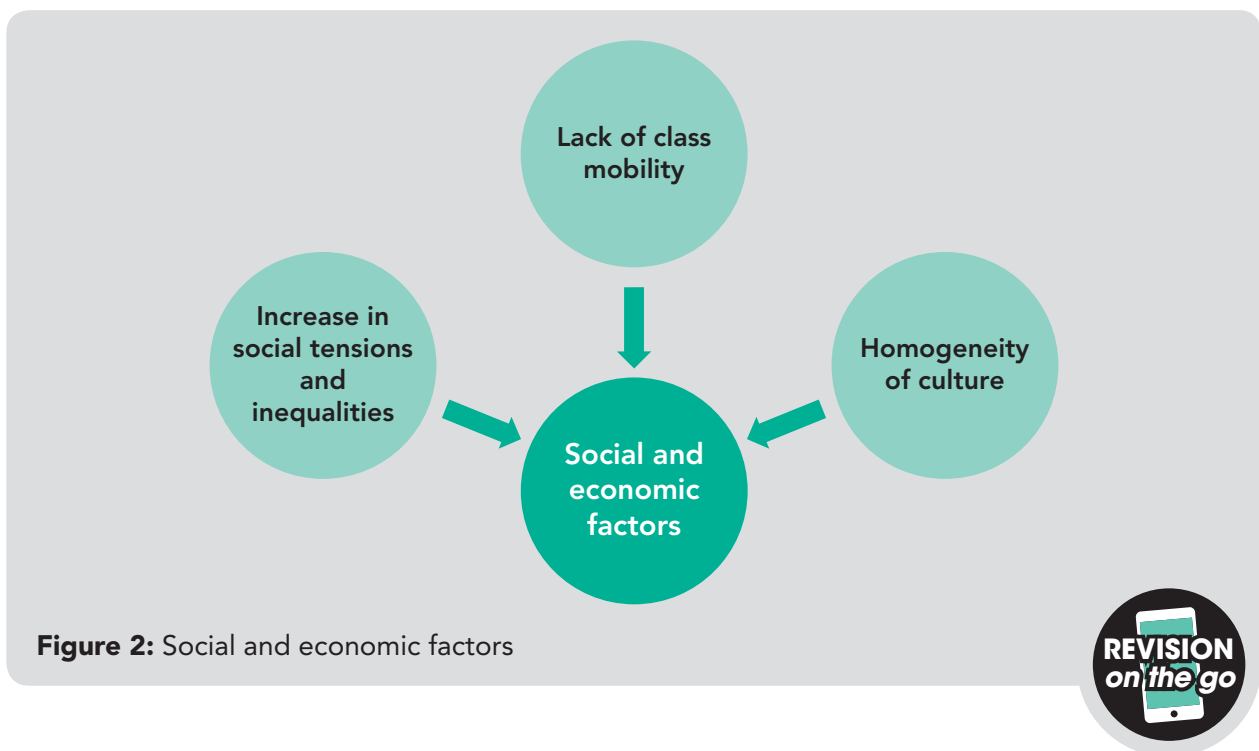 Lack of class
mobility
Increase in
social tensions
and
inequalities
Homogeneity
of culture
Social and
economic
factors
Figure 2: Social and economic factors
REVISION
on the go